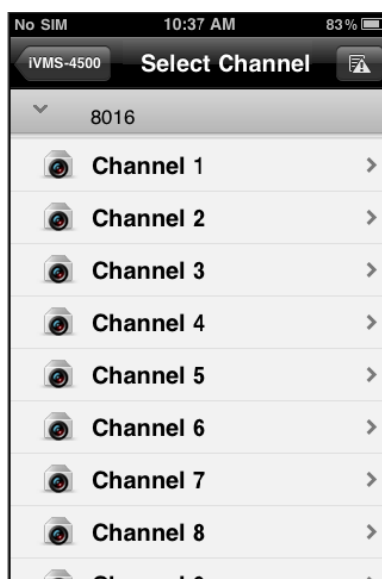 No SIM 10:37 AM 83%
iVMS-4500 Select Channel
8016
Channel 1
Channel 2
Channel 3
Channel 4
Channel 5
Channel 6
Channel 7
Channel 8